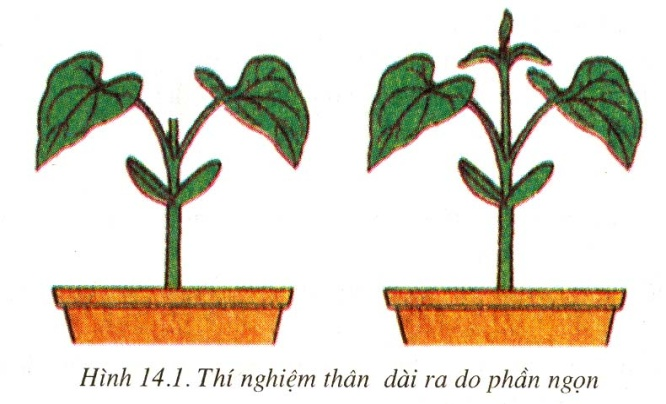 Hình 14.1. Thí nghiệm thân dài ra do phần ngọn